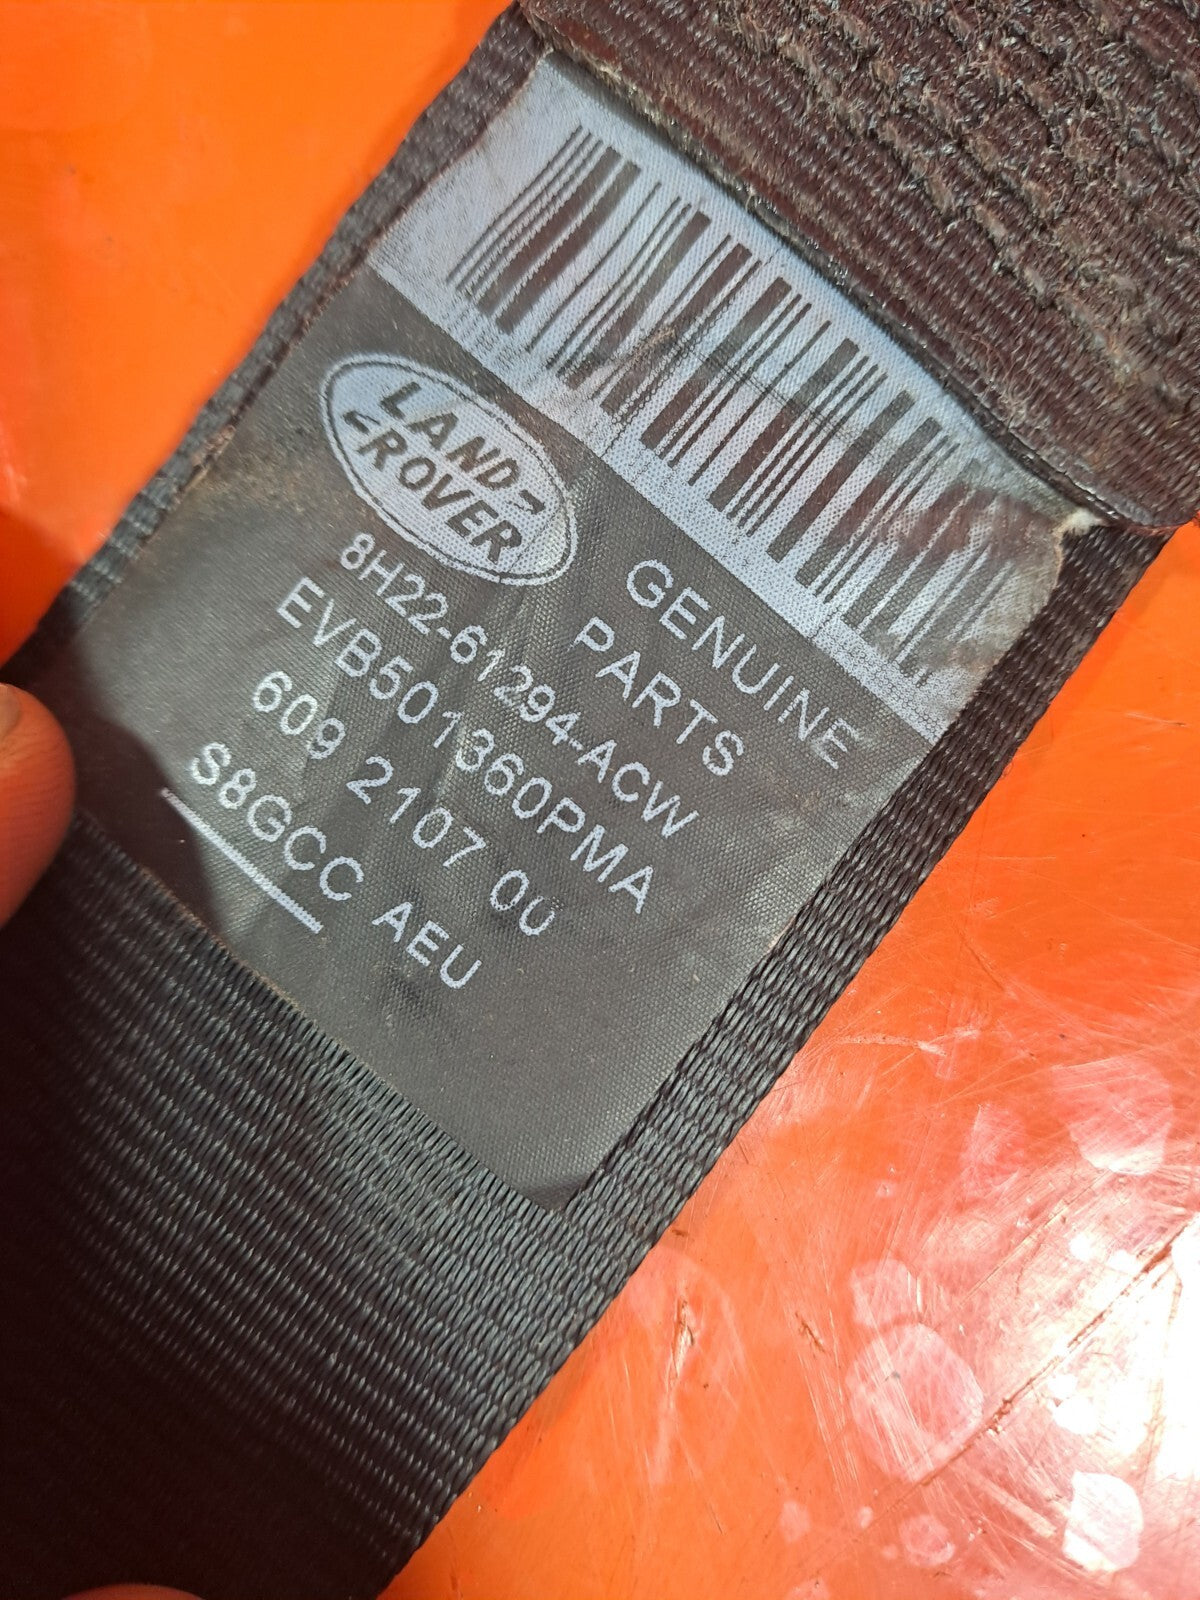 LAND
ROVER
GENUINE
PARTS
8H22-61294-ACW
EVB501360PMA
609 2107 00
S8GCC AEU